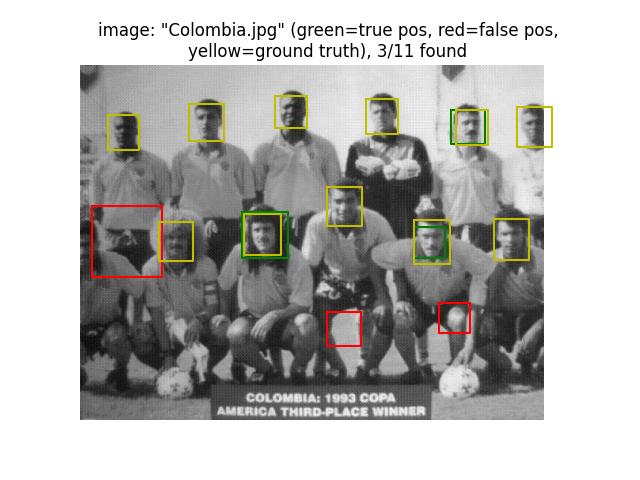 image: "Colombia.jpg" (green=true pos, red=false pos,
yellow=ground truth), 3/11 found
COLOMBIA: 1993 COPA
AMERICA THIRD-PLACE WINNER